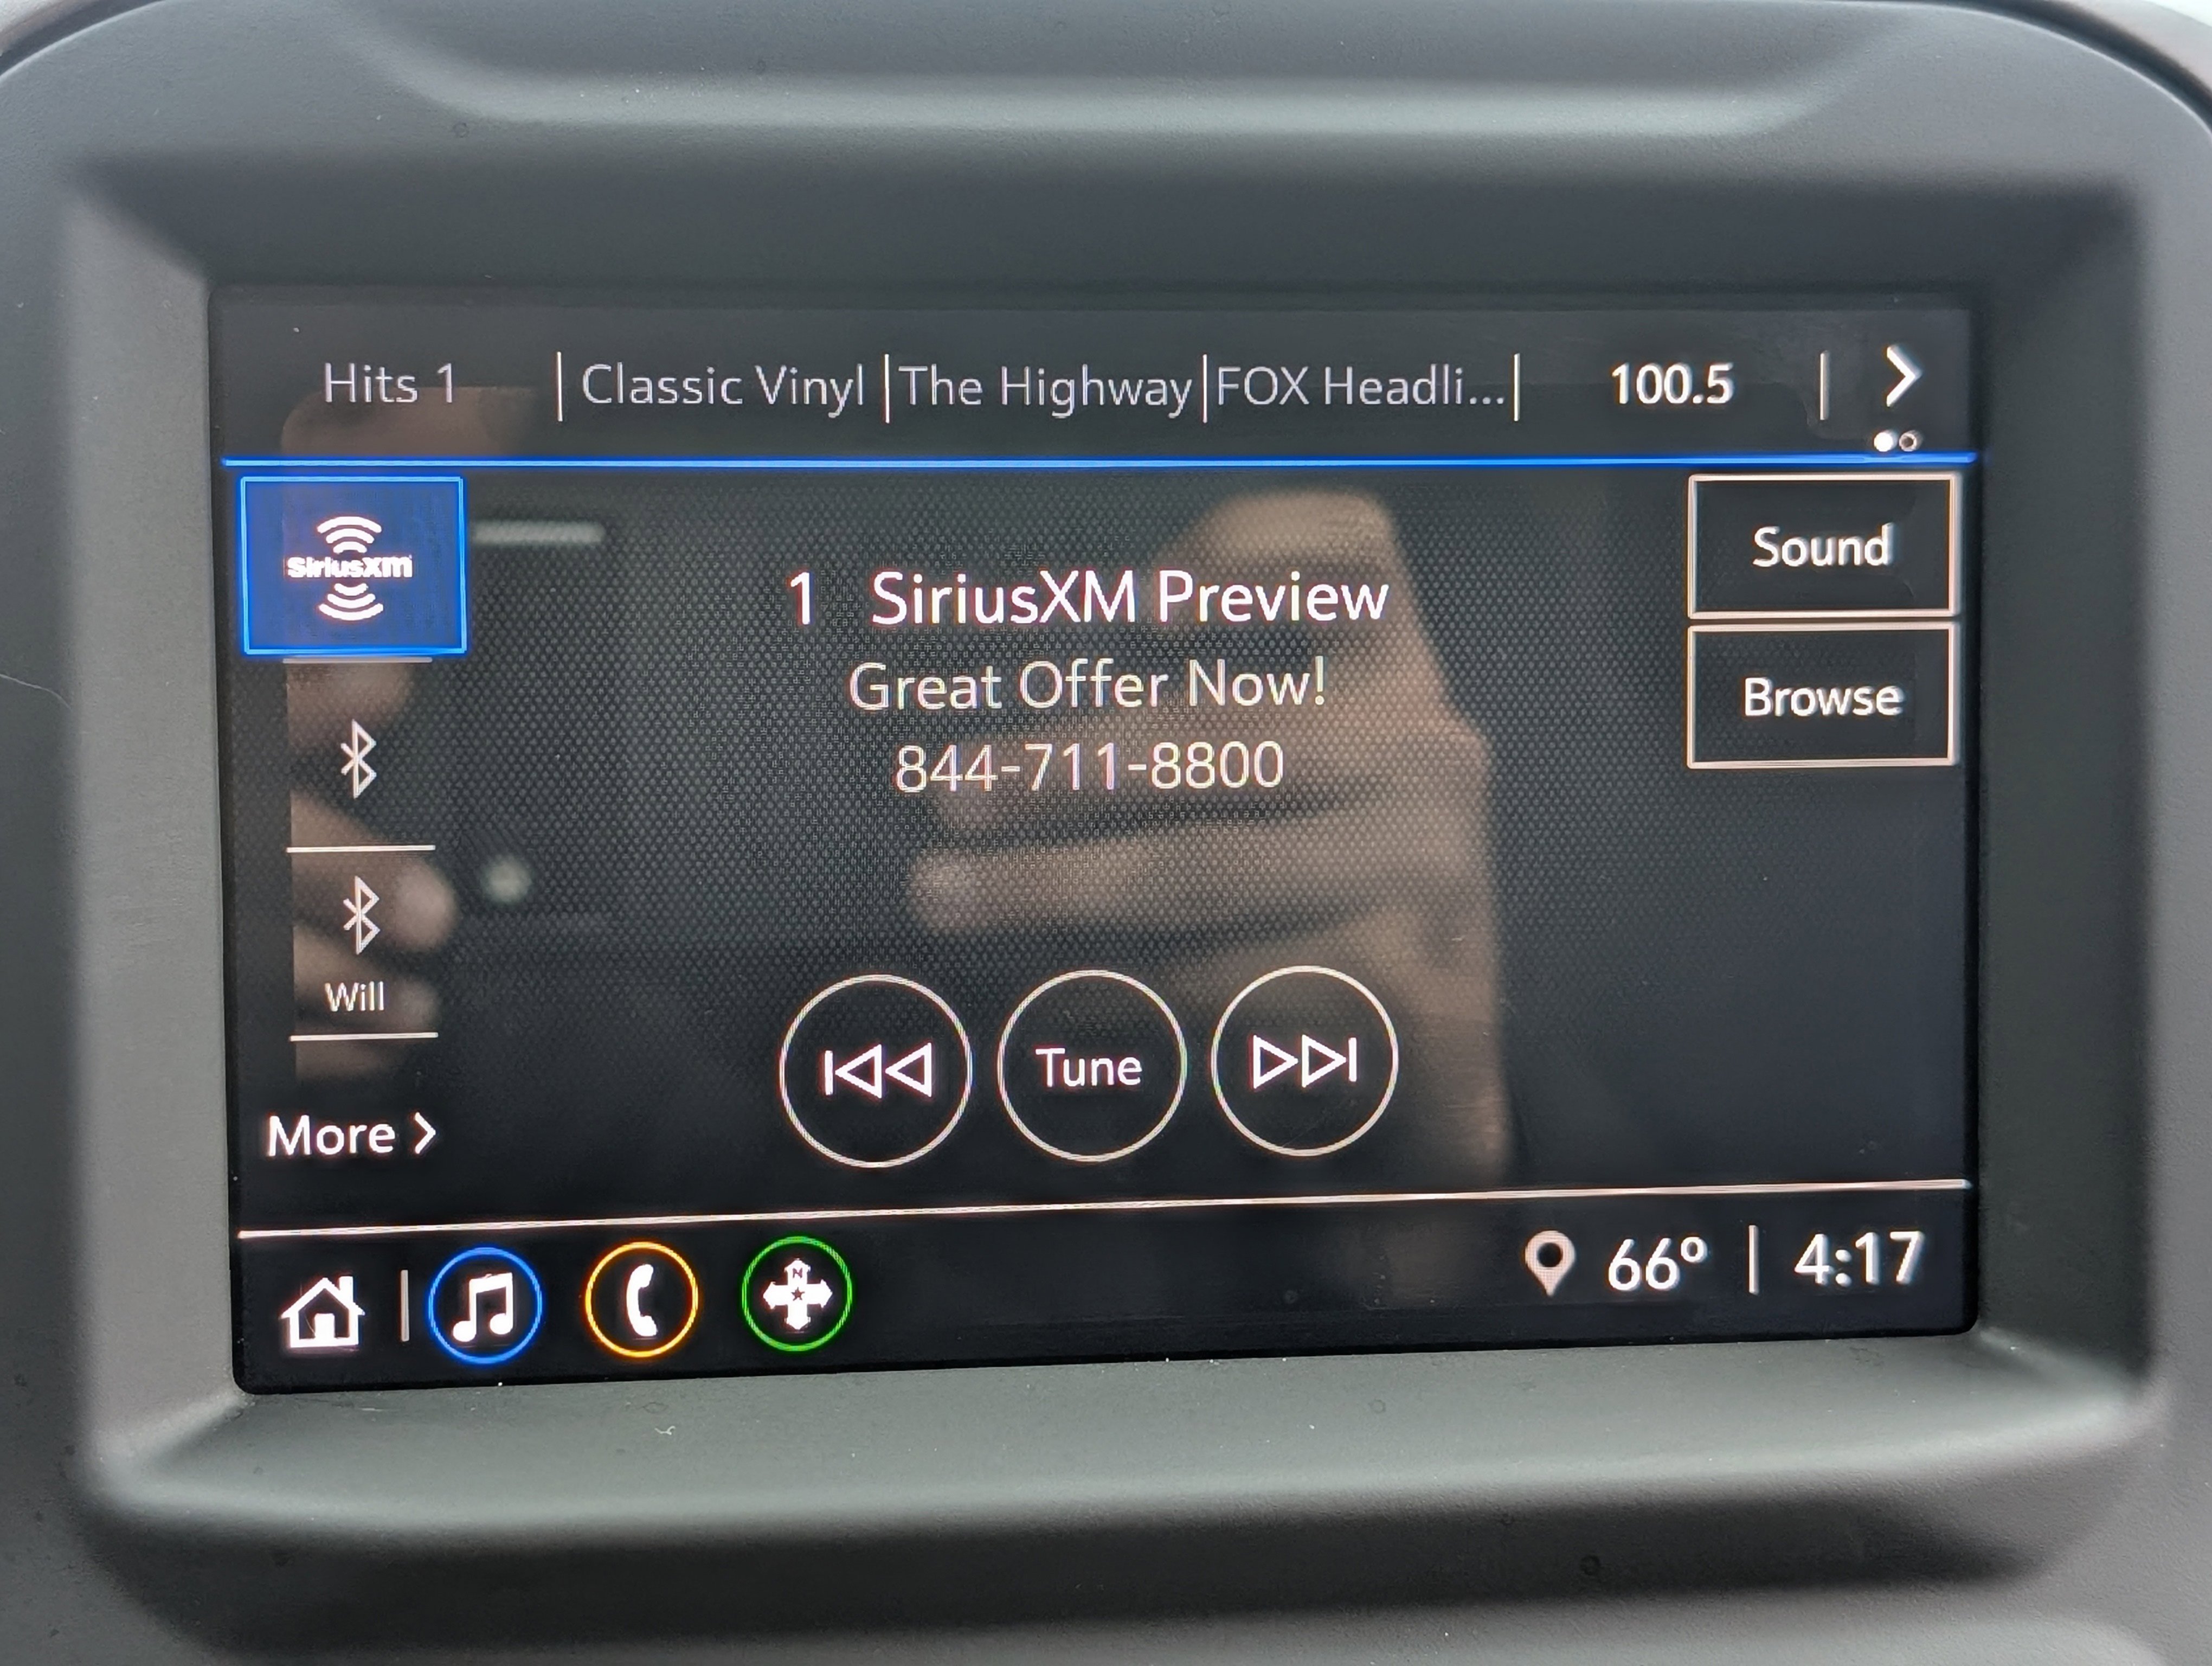 Hits 1 | Classic Vinyl | The Highway | FOX Headli... | 100.5 |
SiriusXM
Sound
1 SiriusXM Preview
Great Offer Now!
Browse
844-711-8800
Will
Tune
More >
N
66° | 4:17